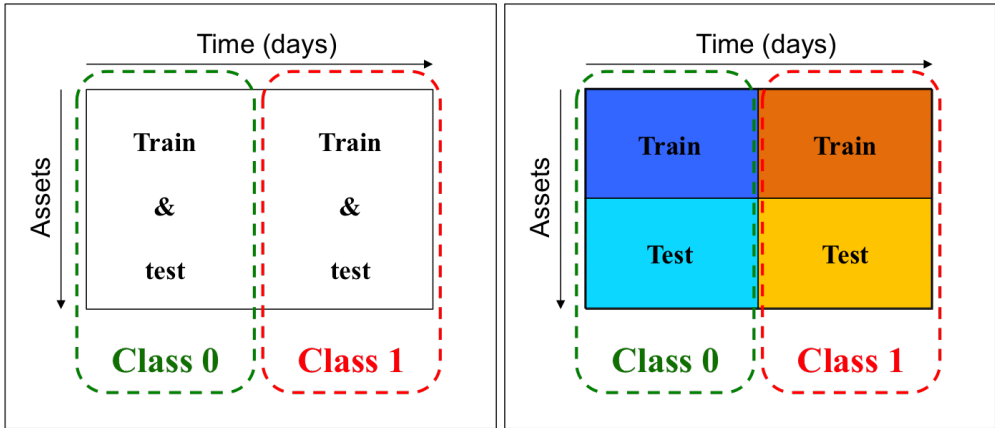 Time (days)
Assets
Train
&
test
Train
&
test
Class 0
Class 1
Time (days)
Assets
Train
Train
Test
Test
Class 0
Class 1